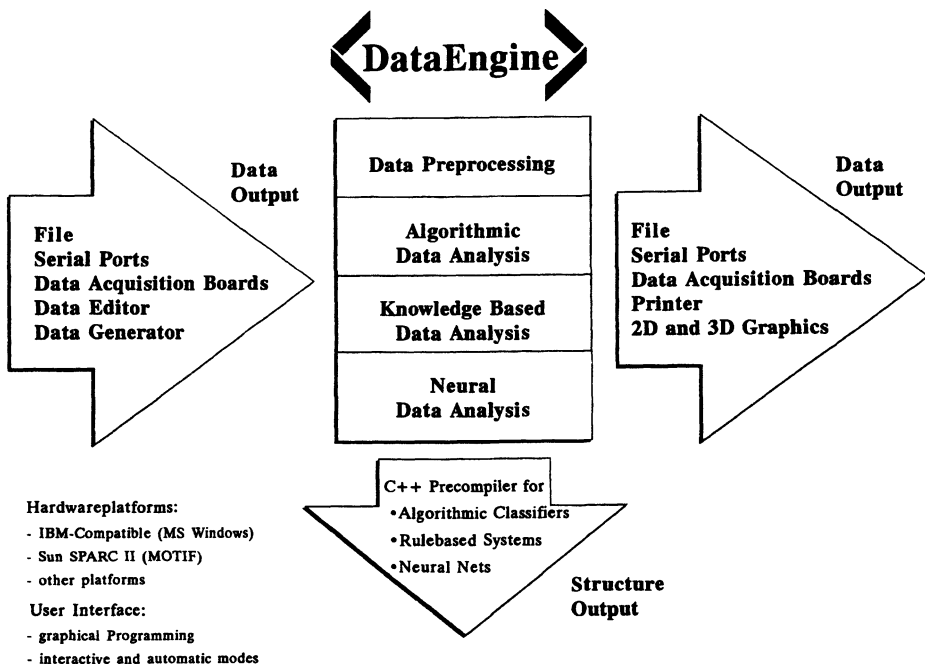 DataEngine
Data
Output
File
Serial Ports
Data Acquisition Boards
Data Editor
Data Generator
Data Preprocessing
Algorithmic
Data Analysis
Knowledge Based
Data Analysis
Neural
Data Analysis
Data
Output
File
Serial Ports
Data Acquisition Boards
Printer
2D and 3D Graphics
C++ Precompiler for
•Algorithmic Classifiers
•Rulebased Systems
•Neural Nets
Structure
Output
Hardwareplatforms:
- IBM-Compatible (MS Windows)
- Sun SPARC II (MOTIF)
- other platforms
User Interface:
- graphical Programming
- interactive and automatic modes